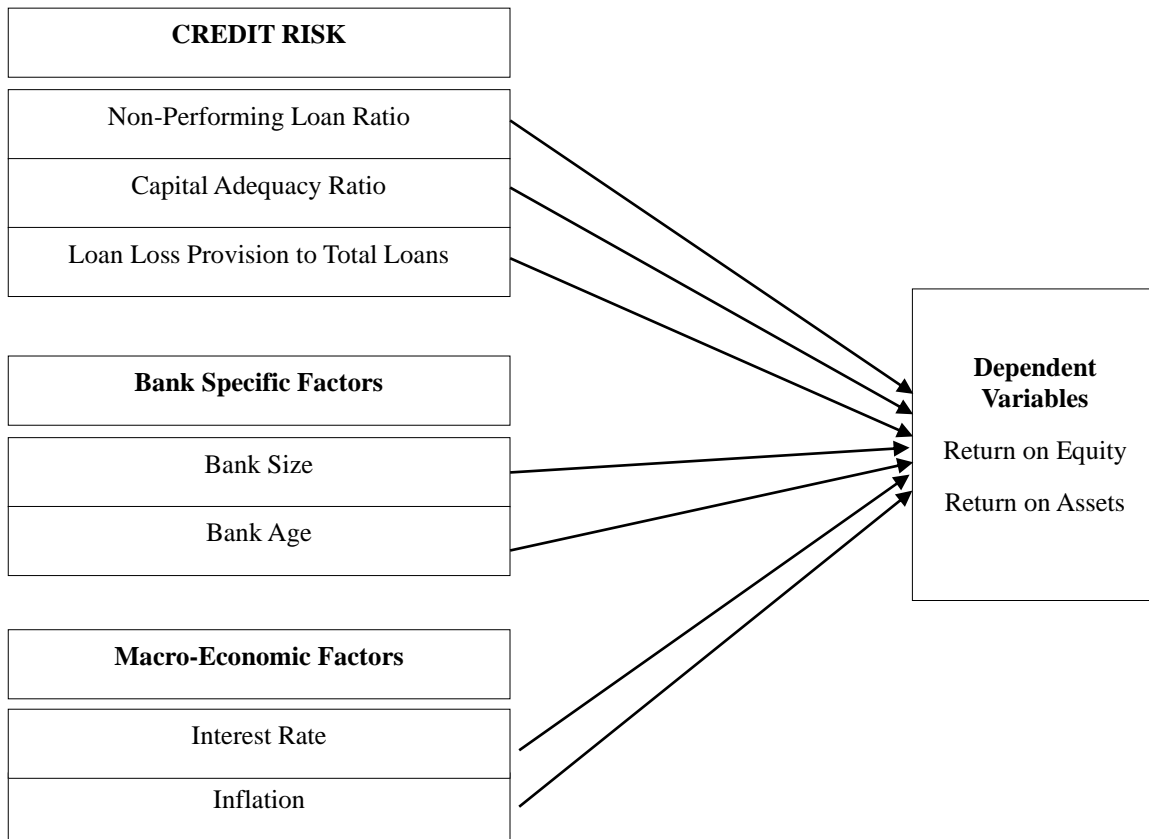 CREDIT RISK
Non-Performing Loan Ratio
Capital Adequacy Ratio
Loan Loss Provision to Total Loans
Bank Specific Factors
Bank Size
Bank Age
Macro-Economic Factors
Interest Rate
Inflation
Dependent
Variables
Return on Equity
Return on Assets